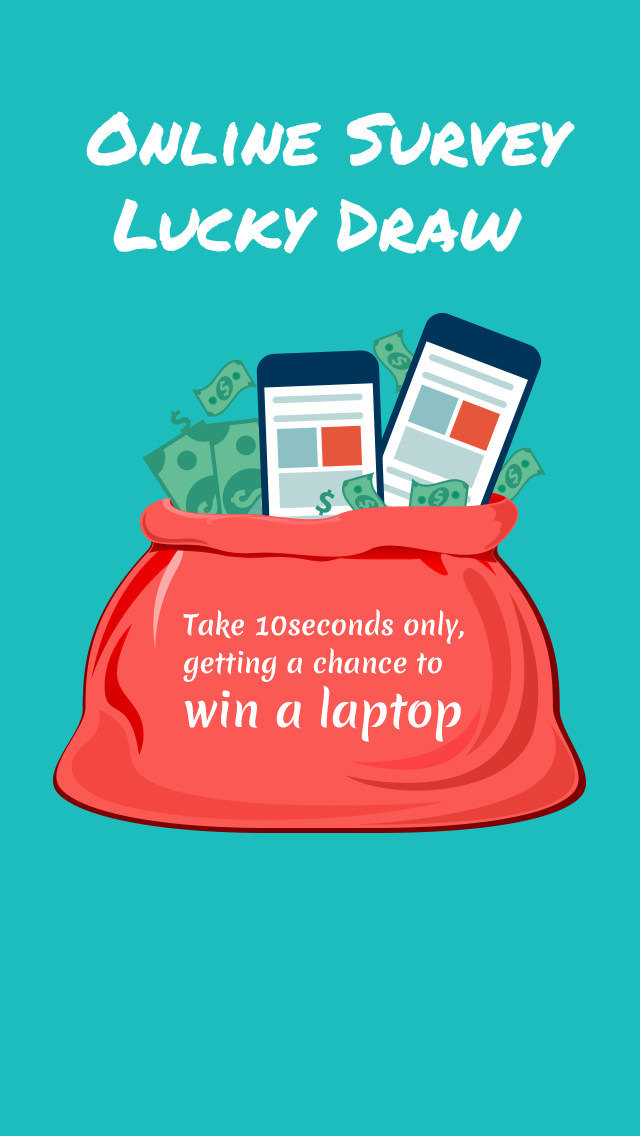 Online Survey
Lucky Draw
$
$
Take 10seconds only,
getting a chance to
win a laptop